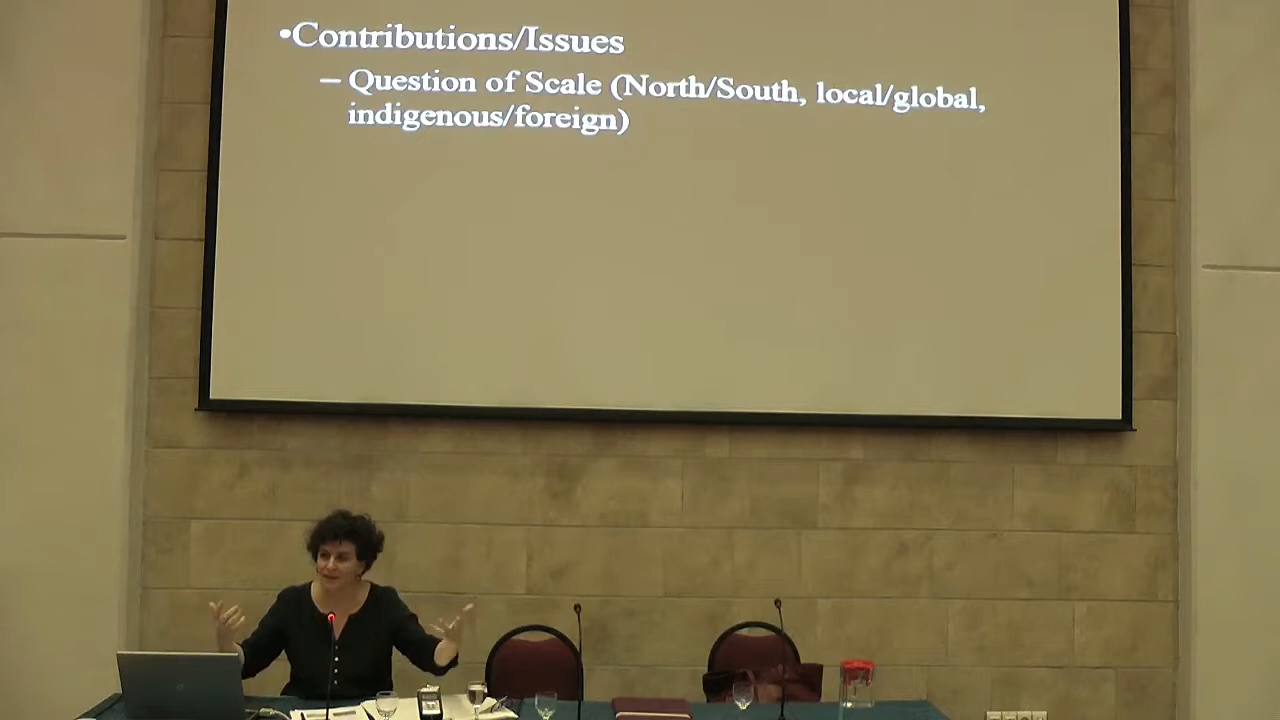 •Contributions/Issues
– Question of Scale (North/South, local/global,
indigenous/foreign)